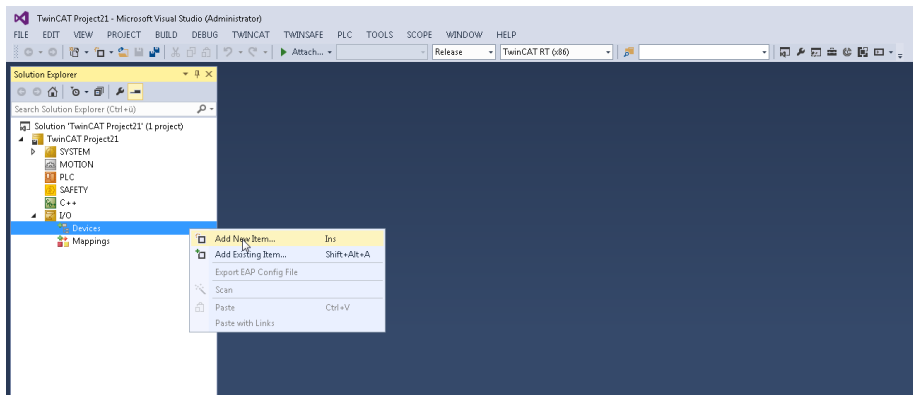 TwinCAT Project21 - Microsoft Visual Studio (Administrator)
FILE EDIT VIEW PROJECT BUILD DEBUG TWINCAT TWINSAFE PLC TOOLS SCOPE WINDOW HELP
Attach... Release TwinCAT RT (x86)
Solution Explorer
Search Solution Explorer (Ctrl+ü)
Solution 'TwinCAT Project21' (1 project)
TwinCAT Project21
SYSTEM
MOTION
PLC
SAFETY
C++
I/O
Devices
Mappings
Add New Item... Ins
Add Existing Item... Shift+Alt+A
Export EAP Config File
Scan
Paste Ctrl+V
Paste with Links